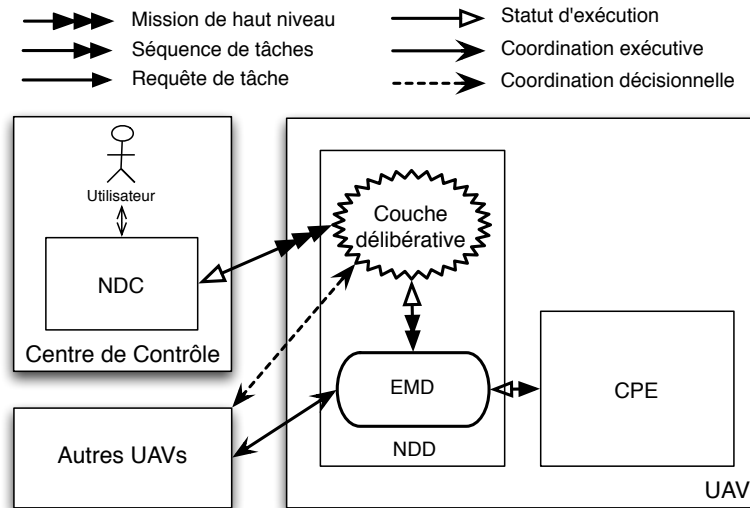 Mission de haut niveau
Séquence de tâches
Requête de tâche
Statut d'exécution
Coordination exécutive
Coordination décisionnelle
Utilisateur
NDC
Centre de Contrôle
Autres UAVs
Couche
délibérative
EMD
NDD
CPE
UAV